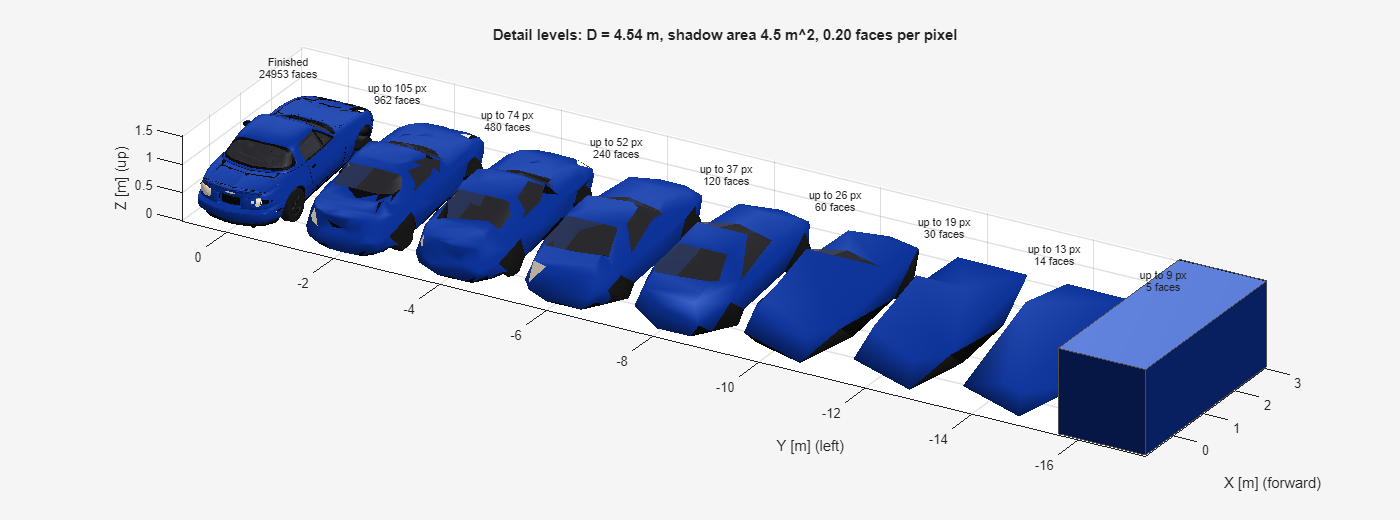 Detail levels: D = 4.54 m, shadow area 4.5 m^2, 0.20 faces per pixel
Finished
24953 faces
up to 105 px
962 faces
up to 74 px
480 faces
up to 52 px
240 faces
up to 37 px
120 faces
up to 26 px
60 faces
up to 19 px
30 faces
up to 13 px
14 faces
up to 9 px
5 faces
1.5
1
0.5
0
Z [m] (up)
0
-2
-4
-6
-8
-10
-12
-14
-16
Y [m] (left)
3
2
1
0
X [m] (forward)